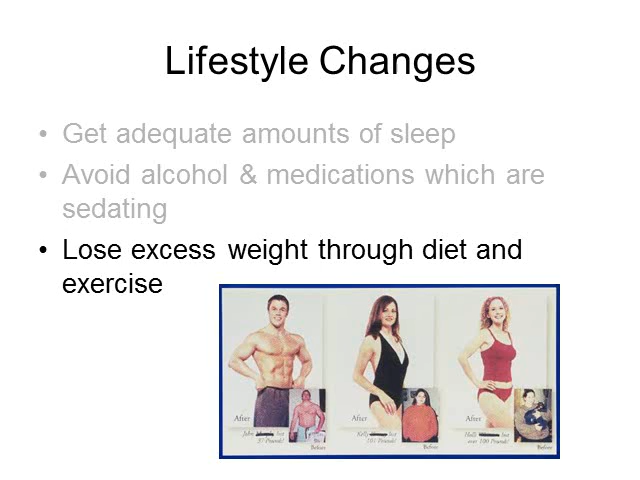 Lifestyle Changes
• Get adequate amounts of sleep
• Avoid alcohol & medications which are
sedating
• Lose excess weight through diet and
exercise
After
After
After
Before
Before
Before